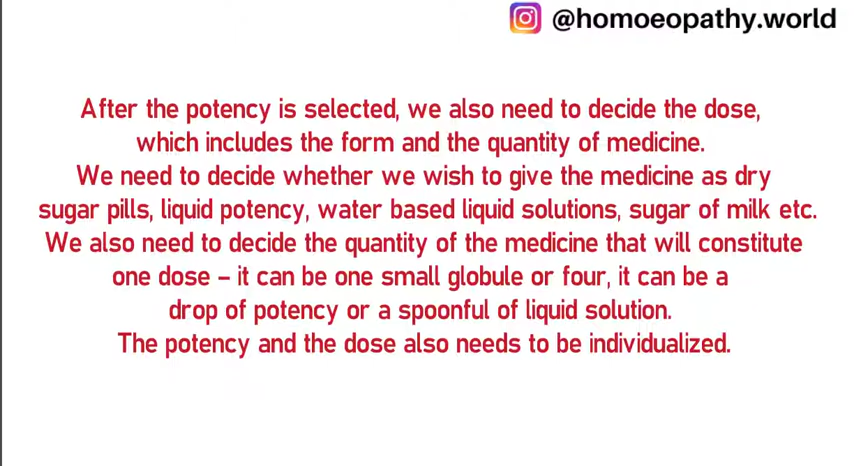 @homoeopathy.world
After the potency is selected, we also need to decide the dose,
which includes the form and the quantity of medicine.
We need to decide whether we wish to give the medicine as dry
sugar pills, liquid potency, water based liquid solutions, sugar of milk etc.
We also need to decide the quantity of the medicine that will constitute
one dose – it can be one small globule or four, it can be a
drop of potency or a spoonful of liquid solution.
The potency and the dose also needs to be individualized.